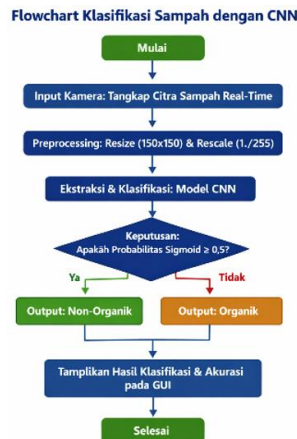 Flowchart Klasifikasi Sampah dengan CNN
Mulai
Input Kamera: Tangkap Citra Sampah Real-Time
Preprocessing: Resize (150x150) & Rescale (1./255)
Ekstraksi & Klasifikasi: Model CNN
Keputusan:
Apakàh Probabilitas Sigmoid ≥ 0,5?
Ya
Tidak
Output: Non-Organik
Output: Organik
Tamplikan Hasil Klasifikasi & Akurasi
pada GUI
Selesai